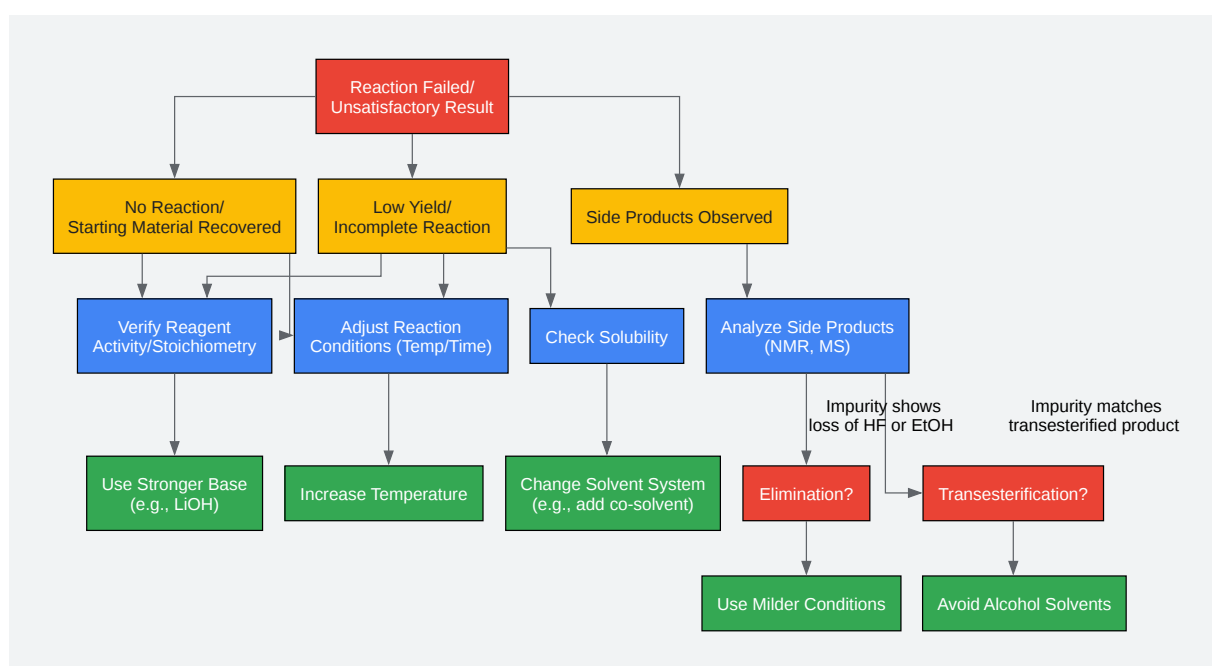 Reaction Failed/
Unsatisfactory Result
No Reaction/
Starting Material Recovered
Low Yield/
Incomplete Reaction
Side Products Observed
Verify Reagent
Activity/Stoichiometry
Adjust Reaction
Conditions (Temp/Time)
Check Solubility
Analyze Side Products
(NMR, MS)
Impurity shows
loss of HF or EtOH
Impurity matches
transesterified product
Use Stronger Base
(e.g., LiOH)
Increase Temperature
Change Solvent System
(e.g., add co-solvent)
Elimination?
Transesterification?
Use Milder Conditions
Avoid Alcohol Solvents